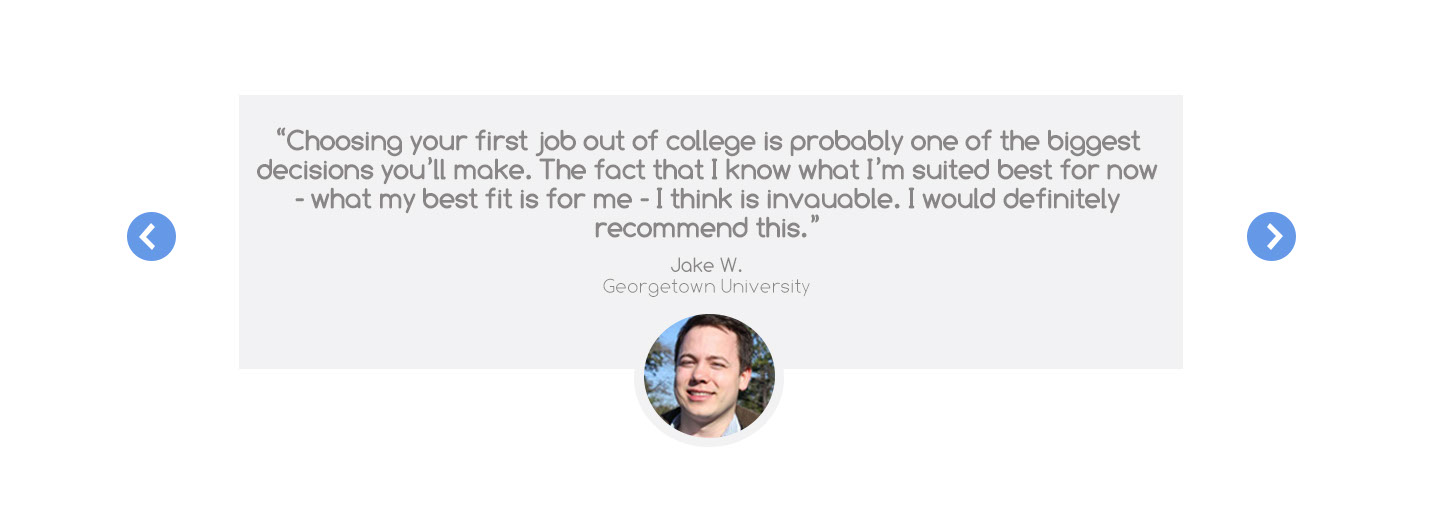 “Choosing your first job out of college is probably one of the biggest
decisions you’ll make. The fact that I know what I’m suited best for now
- what my best fit is for me - I think is invauable. I would definitely
recommend this.”
Jake W.
Georgetown University